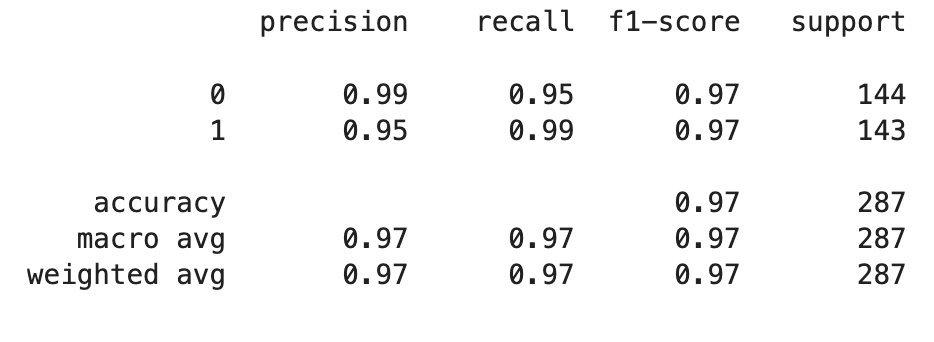 precision recall f1-score support
0 0.99 0.95 0.97 144
1 0.95 0.99 0.97 143
accuracy 0.97 287
macro avg 0.97 0.97 0.97 287
weighted avg 0.97 0.97 0.97 287